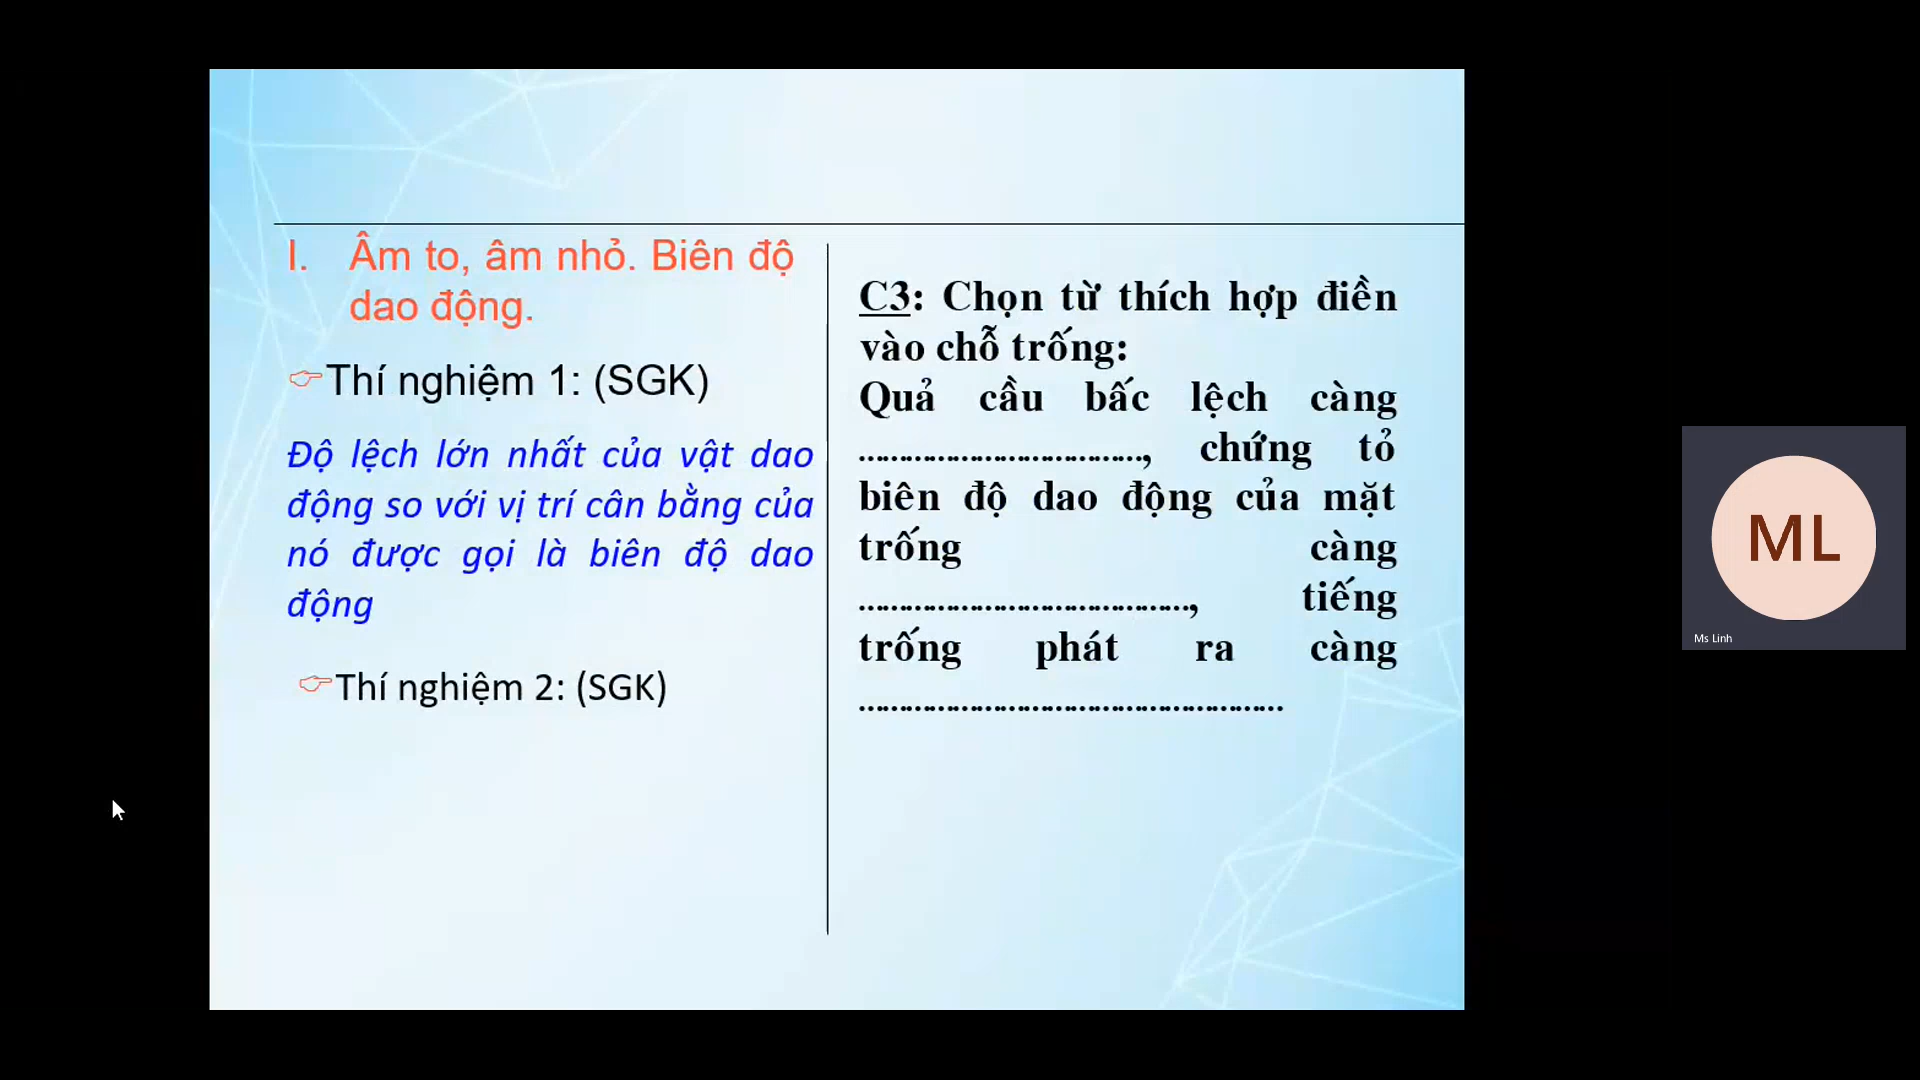 I. Âm to, âm nhỏ. Biên độ
dao động.
Thí nghiệm 1: (SGK)
Độ lệch lớn nhất của vật dao
động so với vị trí cân bằng của
nó được gọi là biên độ dao
động
Thí nghiệm 2: (SGK)
C3: Chọn từ thích hợp điền
vào chỗ trống:
Quả cầu bấc lệch càng
..................................., chứng tỏ
biên độ dao động của mặt
trống càng
........................................., tiếng
trống phát ra càng
.....................................................
ML
Ms Linh